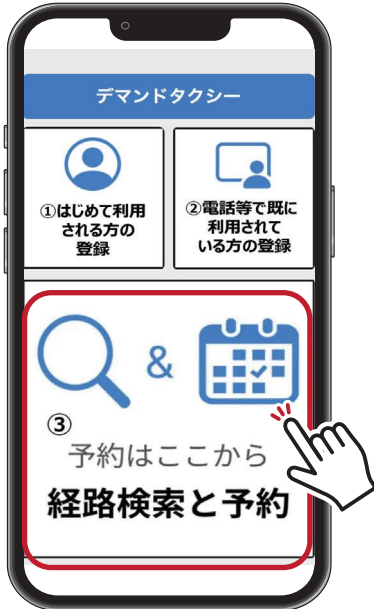 デマンドタクシー
①はじめて利用
される方の
登録
②電話等で既に
利用されて
いる方の登録
&
③
予約はここから
経路検索と予約